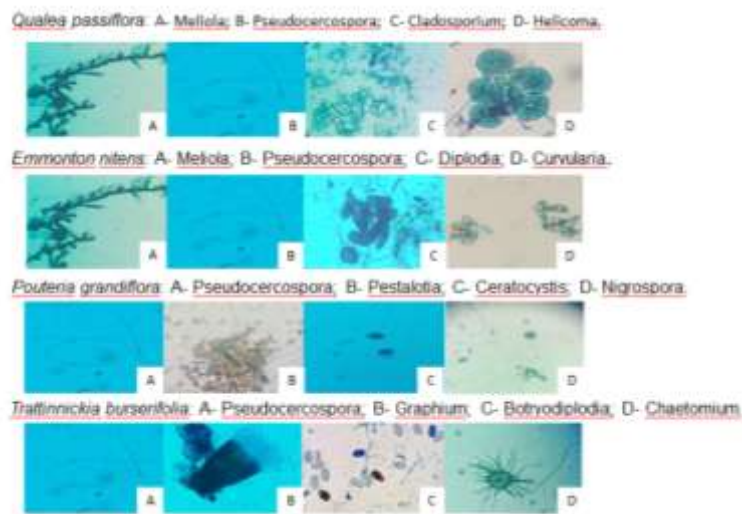 Qualea passiflora: A- Meliola; B- Pseudocercospora; C- Cladosporium; D- Helicoma.
A B C D
Emmonton nitens: A- Meliola; B- Pseudocercospora; C- Diplodia; D- Curvularia.
A B C D
Pouteria grandiflora: A- Pseudocercospora; B- Pestalotia; C- Ceratocystis; D- Nigrospora.
A B C D
Trattinnickia burserifolia: A- Pseudocercospora; B- Graphium; C- Botryodiplodia; D- Chaetomium.
A B C D